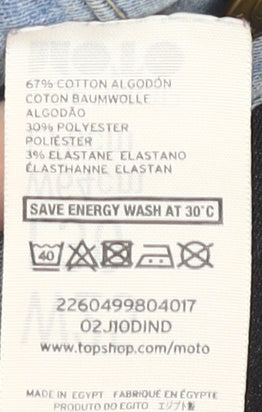 67% COTTON ALGODÓN
COTON BAUMWOLLE
ALGODÃO
30% POLYESTER
POLIÉSTER
3% ELASTANE ELASTANO
ÉLASTHANNE ELASTAN
SAVE ENERGY WASH AT 30°C
40
2260499804017
02J10DIND
www.topshop.com/moto
MADE IN EGYPT FABRIQUÉ EN ÉGYPTE
PRODUTO DO EGITO エジプト製